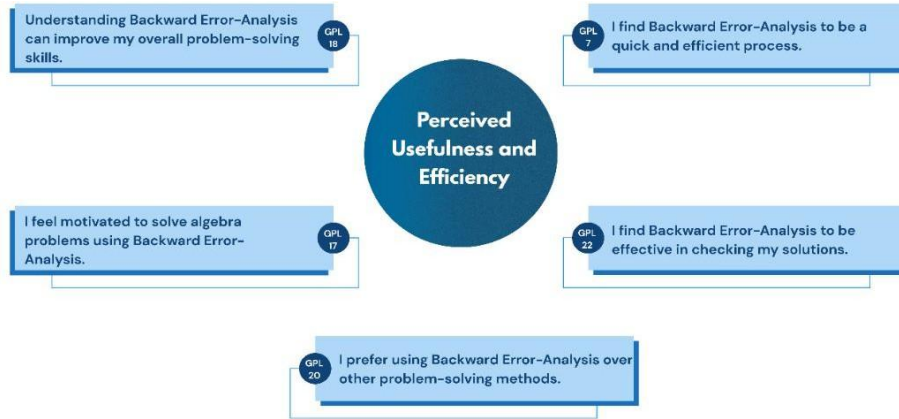 Understanding Backward Error-Analysis
can improve my overall problem-solving
skills.
GPL
18
I find Backward Error-Analysis to be a
quick and efficient process.
GPL
7
Perceived
Usefulness and
Efficiency
I feel motivated to solve algebra
problems using Backward Error-
Analysis.
GPL
17
I find Backward Error-Analysis to be
effective in checking my solutions.
GPL
22
I prefer using Backward Error-Analysis over
other problem-solving methods.
GPL
20